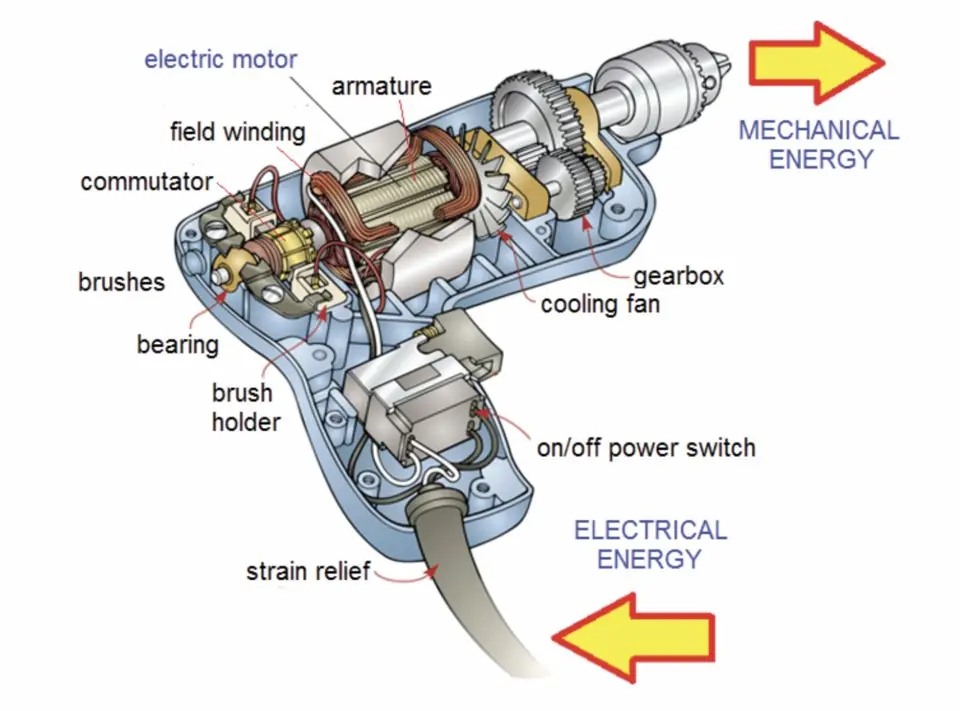 electric motor
armature
field winding
commutator
MECHANICAL
ENERGY
brushes
gearbox
cooling fan
bearing
brush
holder
on/off power switch
ELECTRICAL
ENERGY
strain relief